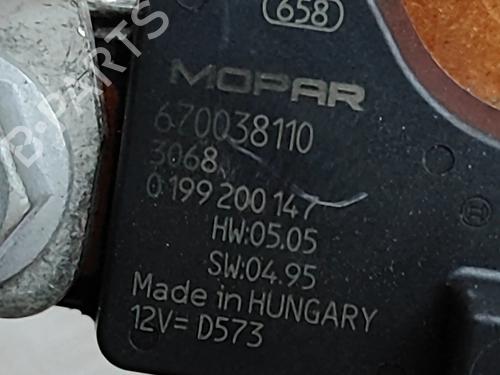 658
MOPAR
670038110
3068
0 199 200 147
HW:05.05
SW:04.95
Made in HUNGARY
12V= D573
B-PARTS
®